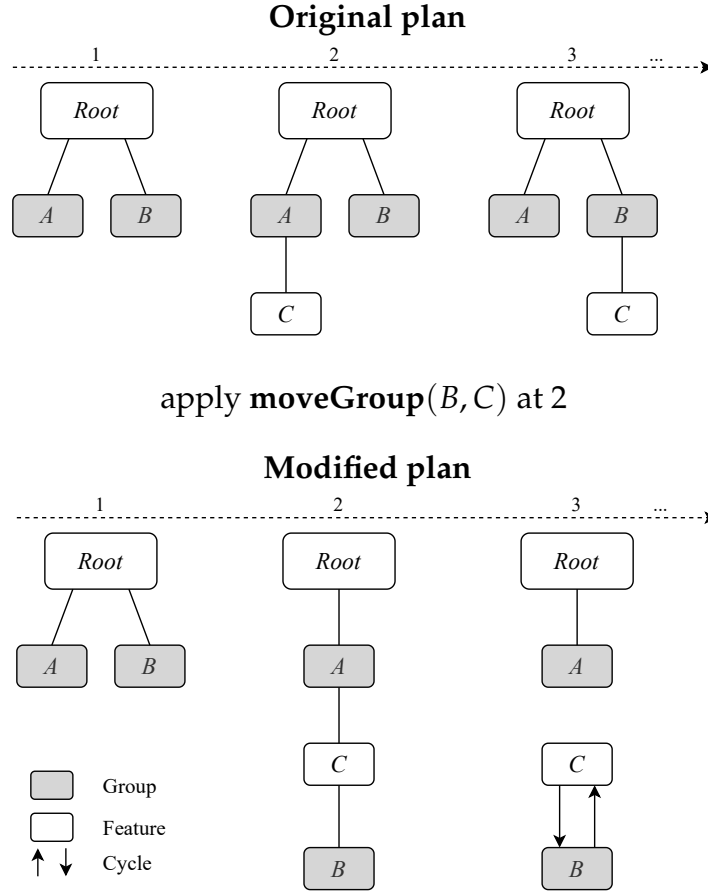 Original plan
1 2 3 ...
Root Root Root
A B A B A B
C C
apply moveGroup(B, C) at 2
Modified plan
1 2 3 ...
Root Root Root
A B A A
C C
Group
Feature
Cycle
B B